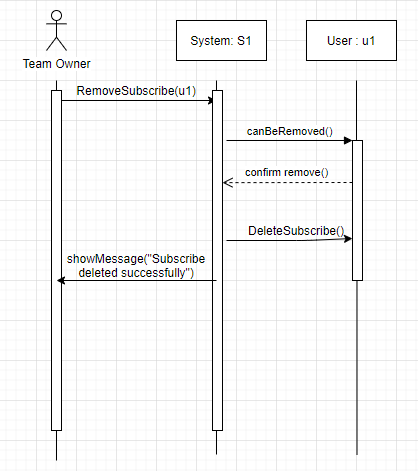 Team Owner
System: S1
User : u1
RemoveSubscribe(u1)
canBeRemoved()
confirm remove()
DeleteSubscribe()
showMessage("Subscribe
deleted successfully")